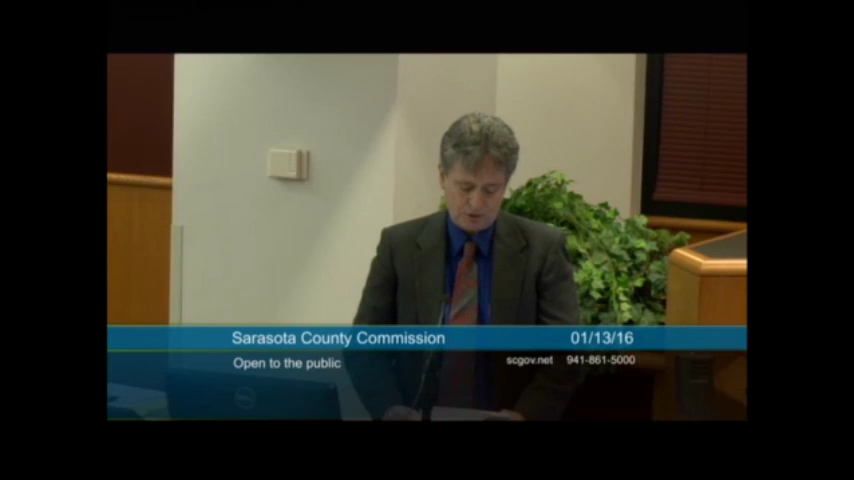 Sarasota County Commission 01/13/16
Open to the public scgov.net 941-861-5000